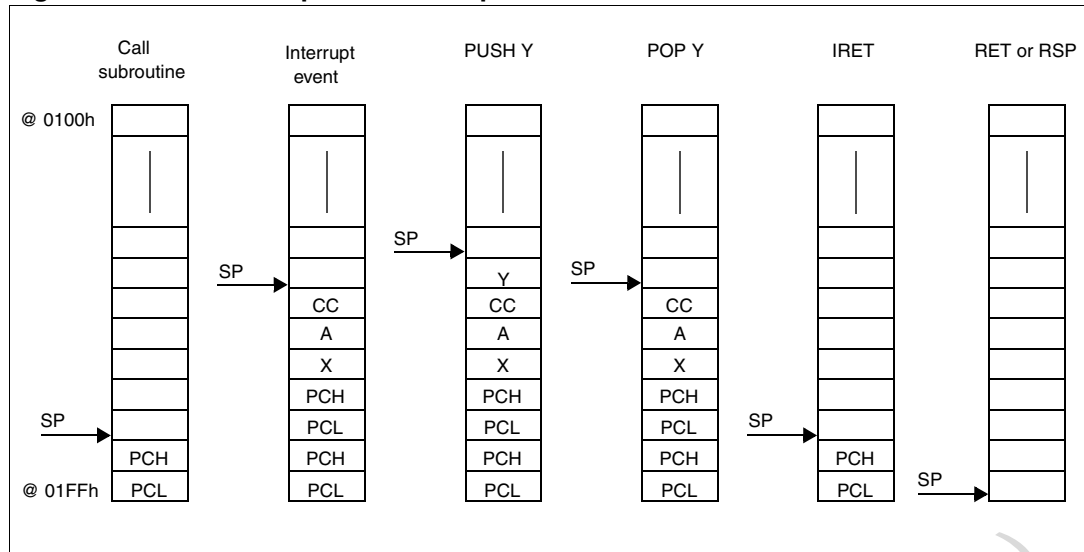 Call subroutine
Interrupt event
PUSH Y
POP Y
IRET
RET or RSP
@ 0100h
SP
SP
SP
Y
CC
CC
CC
A
A
A
X
X
X
PCH
PCH
PCH
SP
PCL
PCL
PCL
SP
PCH
PCH
PCH
PCH
PCH
@ 01FFh
PCL
PCL
PCL
PCL
PCL
SP